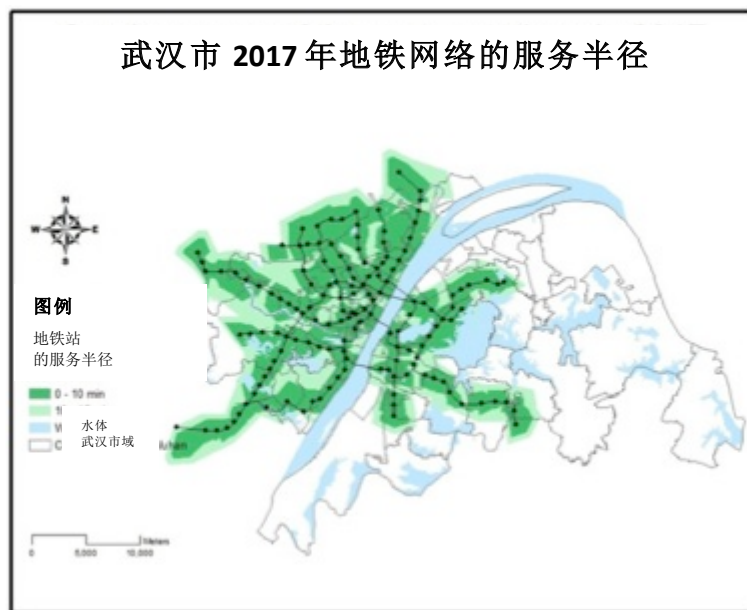 武汉市 2017 年地铁网络的服务半径
N
W E
S
图例
地铁站
的服务半径
0 - 10 min
水体
武汉市域
Meters
0 5,000 10,000